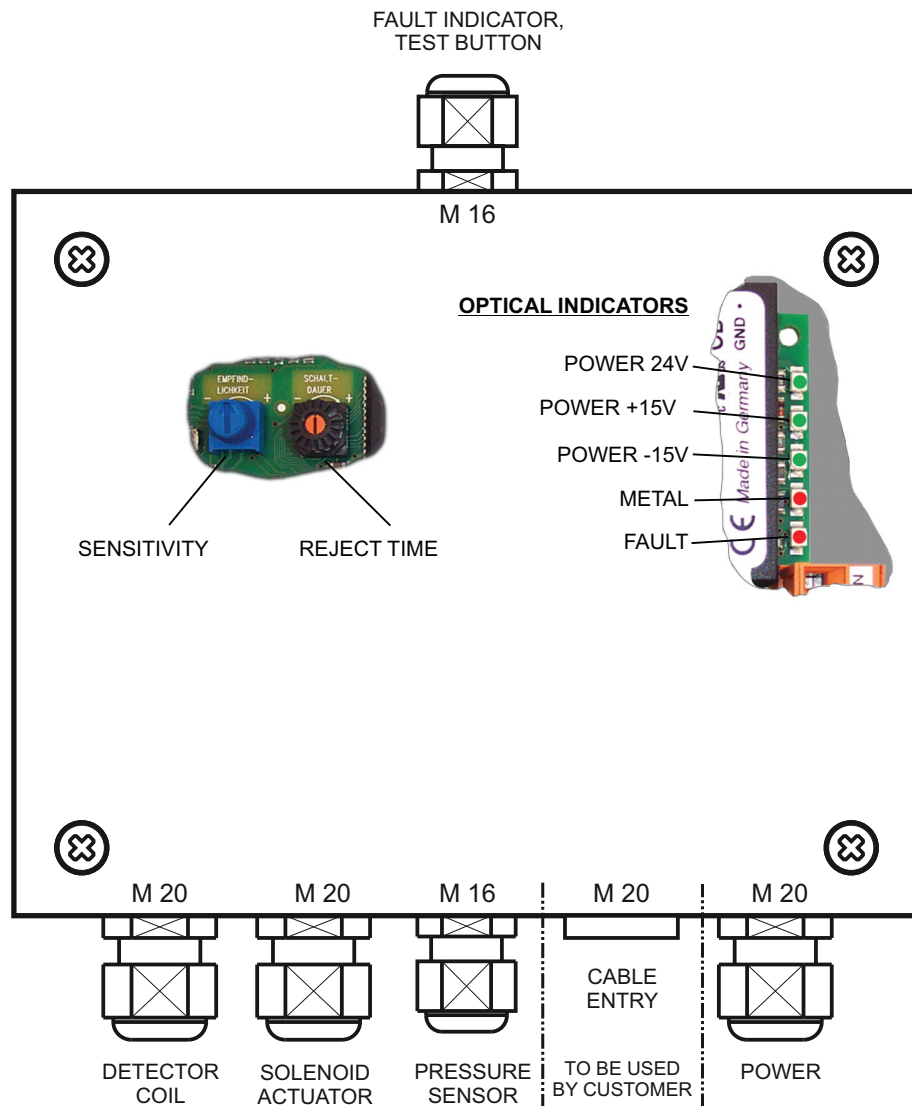 FAULT INDICATOR,
TEST BUTTON
M 16
OPTICAL INDICATORS
POWER 24V
POWER +15V
POWER -15V
METAL
FAULT
Made in Germany
GND
CE
EMPFIND-
LICHKEIT
- +
SCHALT-
DAUER
- +
SENSITIVITY
REJECT TIME
N
M 20
M 20
M 16
M 20
M 20
CABLE
ENTRY
DETECTOR
COIL
SOLENOID
ACTUATOR
PRESSURE
SENSOR
TO BE USED
BY CUSTOMER
POWER